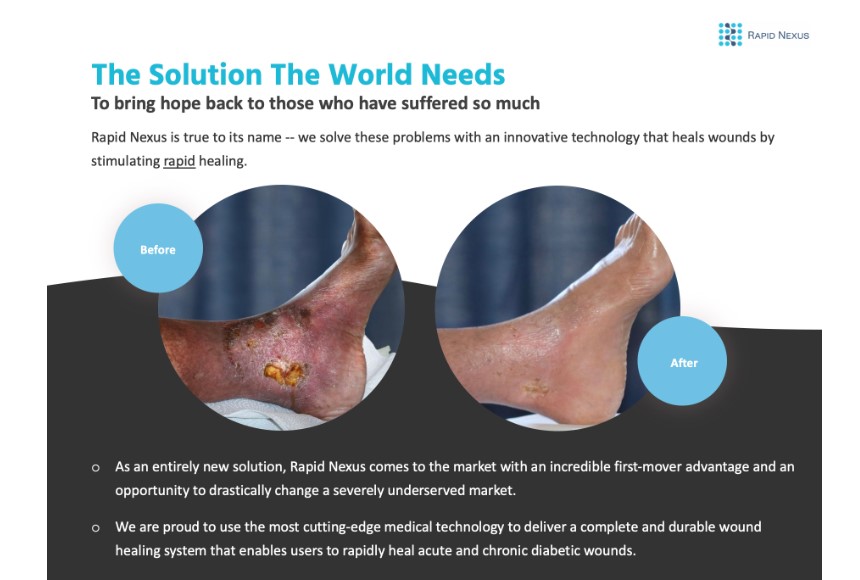 RAPID NEXUS
The Solution The World Needs
To bring hope back to those who have suffered so much
Rapid Nexus is true to its name -- we solve these problems with an innovative technology that heals wounds by
stimulating rapid healing.
Before
After
o As an entirely new solution, Rapid Nexus comes to the market with an incredible first-mover advantage and an
opportunity to drastically change a severely underserved market.
o We are proud to use the most cutting-edge medical technology to deliver a complete and durable wound
healing system that enables users to rapidly heal acute and chronic diabetic wounds.